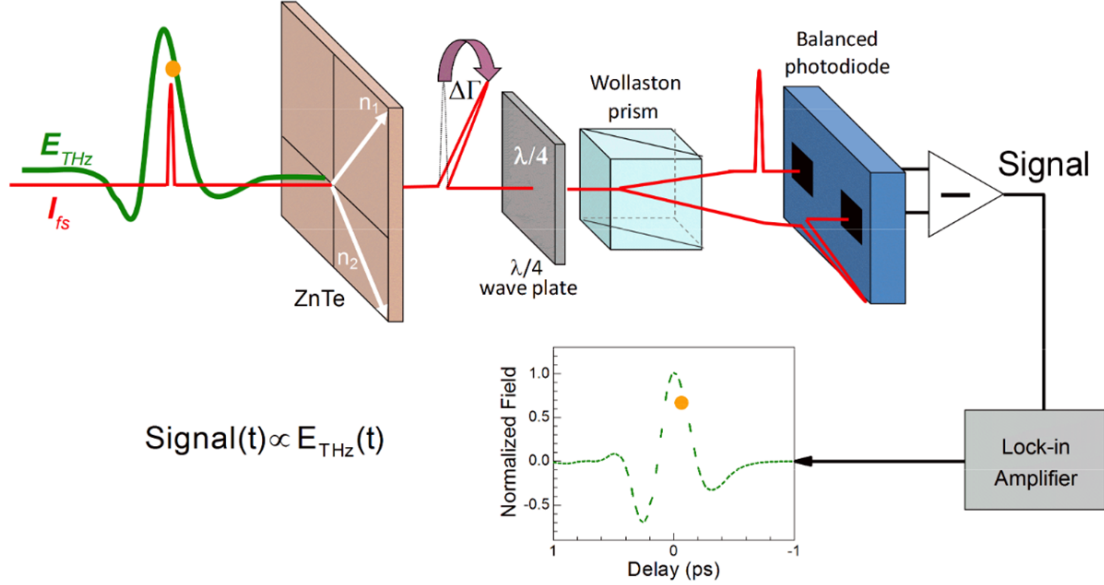 E_THz
I_fs
n₁
n₂
ZnTe
ΔΓ
λ/4
λ/4
wave plate
Wollaston
prism
Balanced
photodiode
Signal
Lock-in
Amplifier
Signal(t)∝E_THz(t)
Normalized Field
1.0
0.5
0.0
-0.5
1
0
-1
Delay (ps)